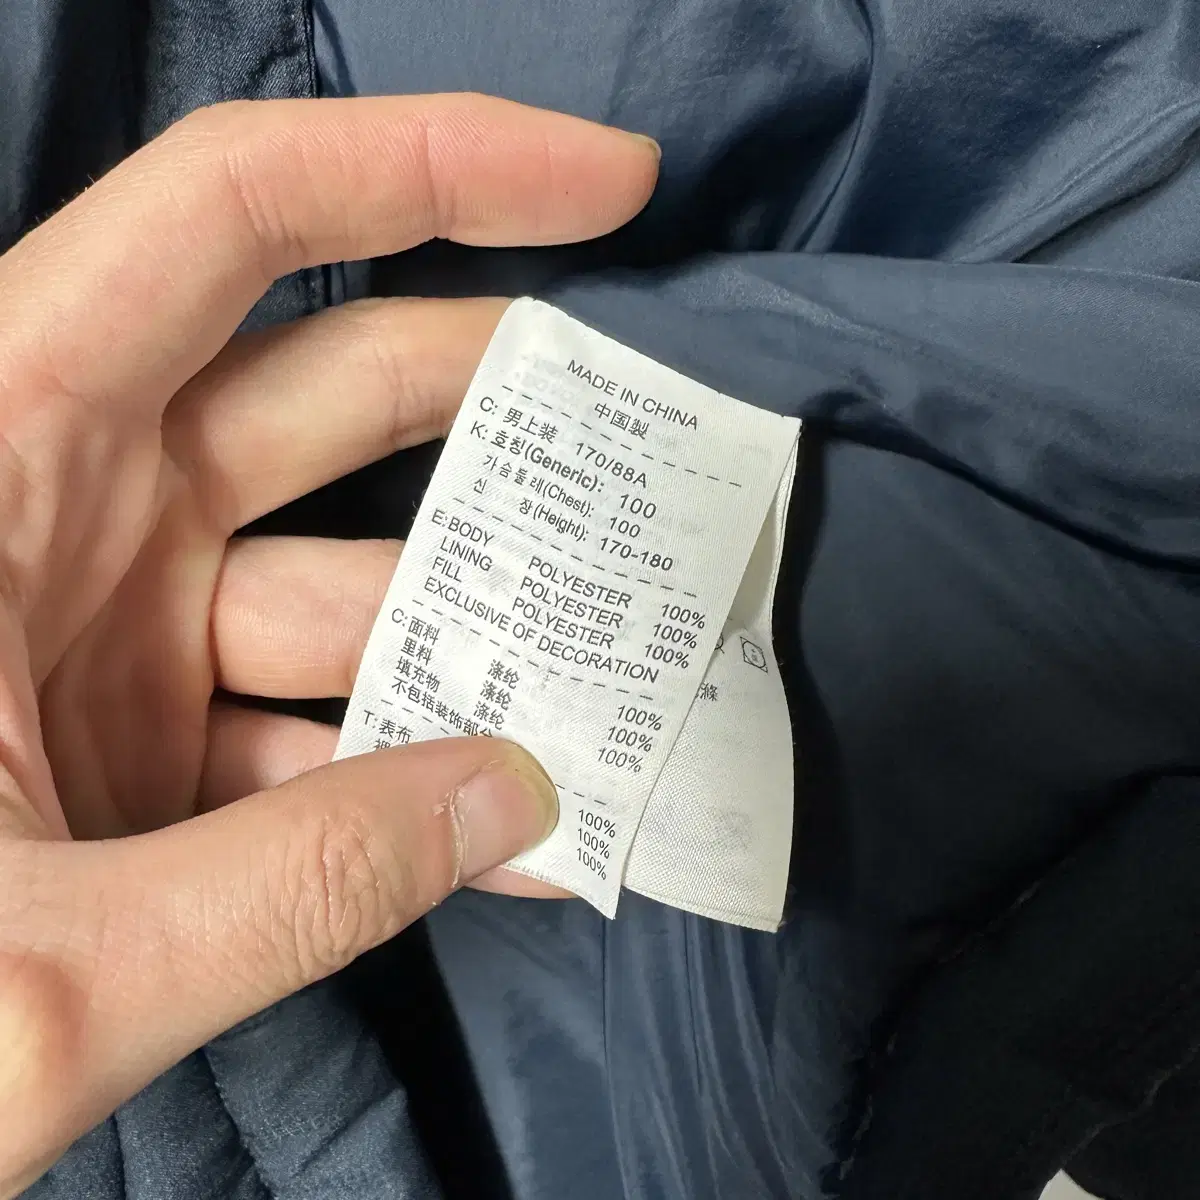 MADE IN CHINA
中国製
C: 男上装 170/88A
K: 호칭(Generic): 100
가슴둘레(Chest): 100
신 장(Height): 170-180
E:BODY POLYESTER 100%
LINING POLYESTER 100%
FILL POLYESTER 100%
EXCLUSIVE OF DECORATION
C:面料 涤纶 100%
里料 涤纶 100%
填充物 涤纶 100%
不包括装饰部分
T:表布 100%
100%
100%
條